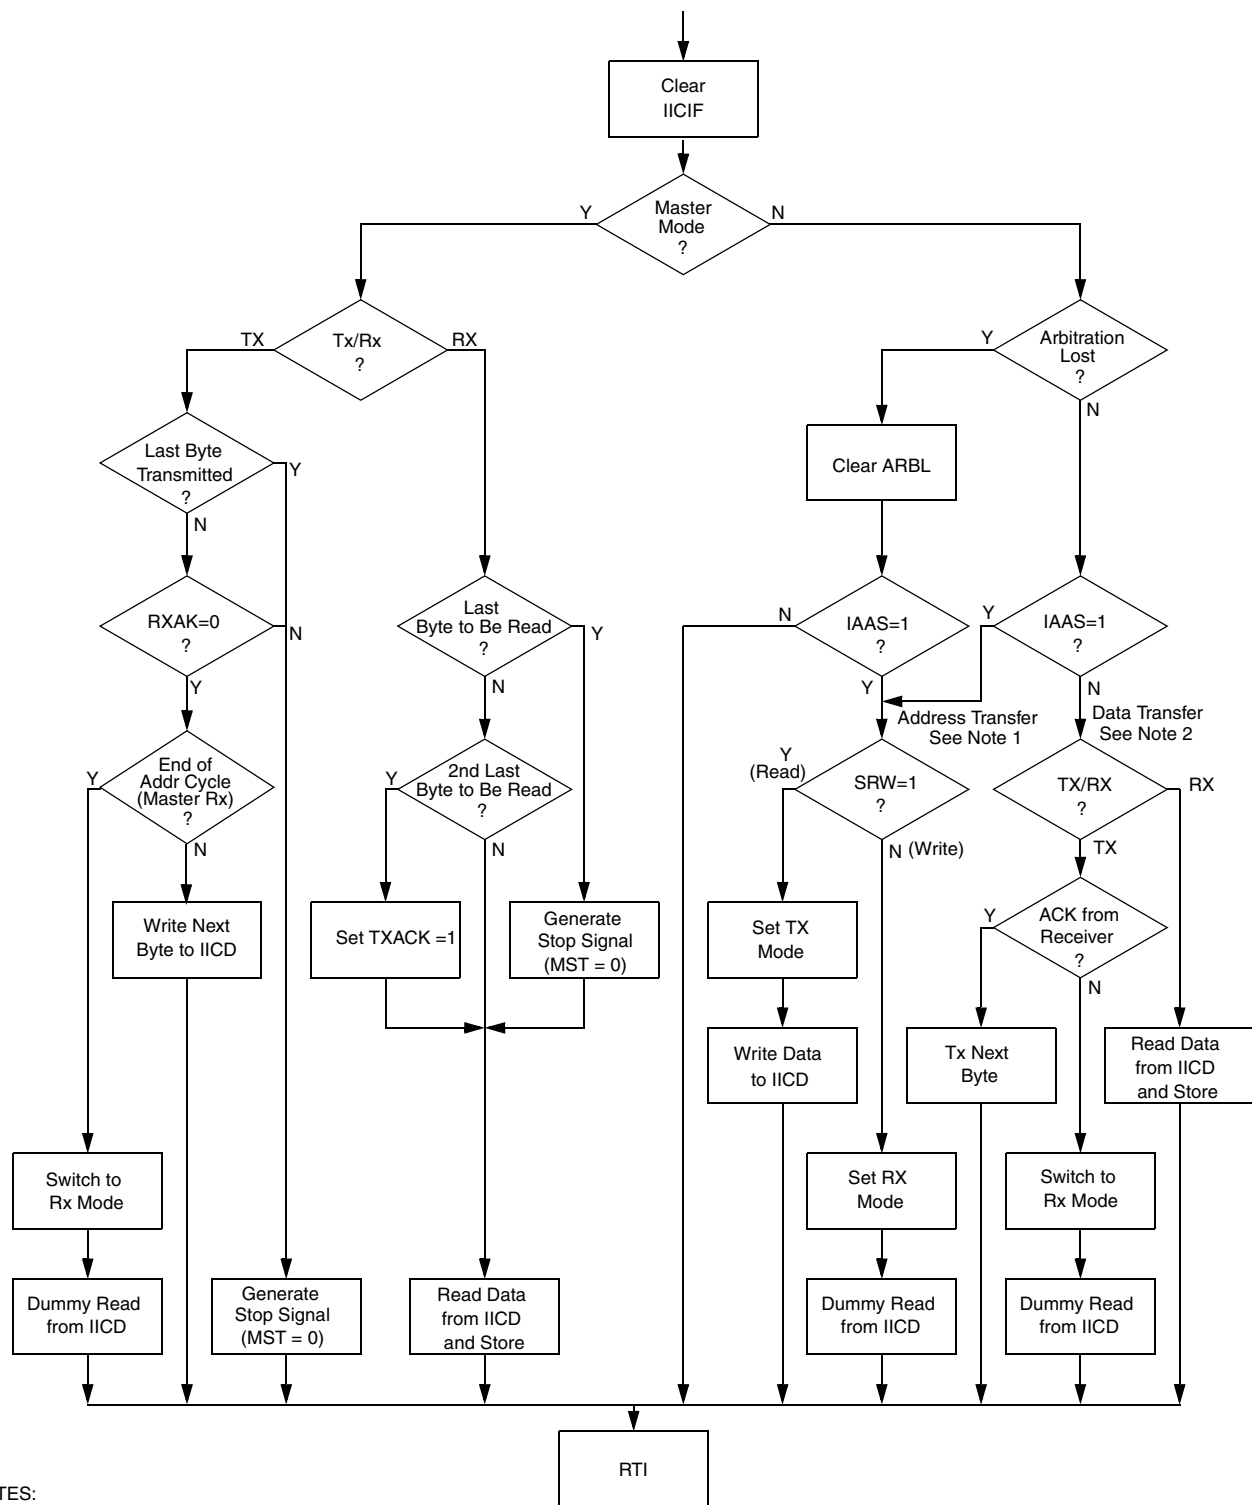 Clear
IICIF
Master
Mode
?
Y
N
Tx/Rx
?
TX
RX
Arbitration
Lost
?
Y
N
Last Byte
Transmitted
?
Y
N
Clear ARBL
RXAK=0
?
N
Y
Last
Byte to Be Read
?
Y
N
IAAS=1
?
N
Y
IAAS=1
?
Y
N
Address Transfer
See Note 1
Data Transfer
See Note 2
End of
Addr Cycle
(Master Rx)
?
Y
N
2nd Last
Byte to Be Read
?
Y
N
Y
(Read)
SRW=1
?
N (Write)
TX/RX
?
RX
TX
Write Next
Byte to IICD
Set TXACK =1
Generate
Stop Signal
(MST = 0)
Set TX
Mode
Y
ACK from
Receiver
?
N
Write Data
to IICD
Tx Next
Byte
Read Data
from IICD
and Store
Switch to
Rx Mode
Set RX
Mode
Switch to
Rx Mode
Dummy Read
from IICD
Generate
Stop Signal
(MST = 0)
Read Data
from IICD
and Store
Dummy Read
from IICD
Dummy Read
from IICD
RTI
TES: